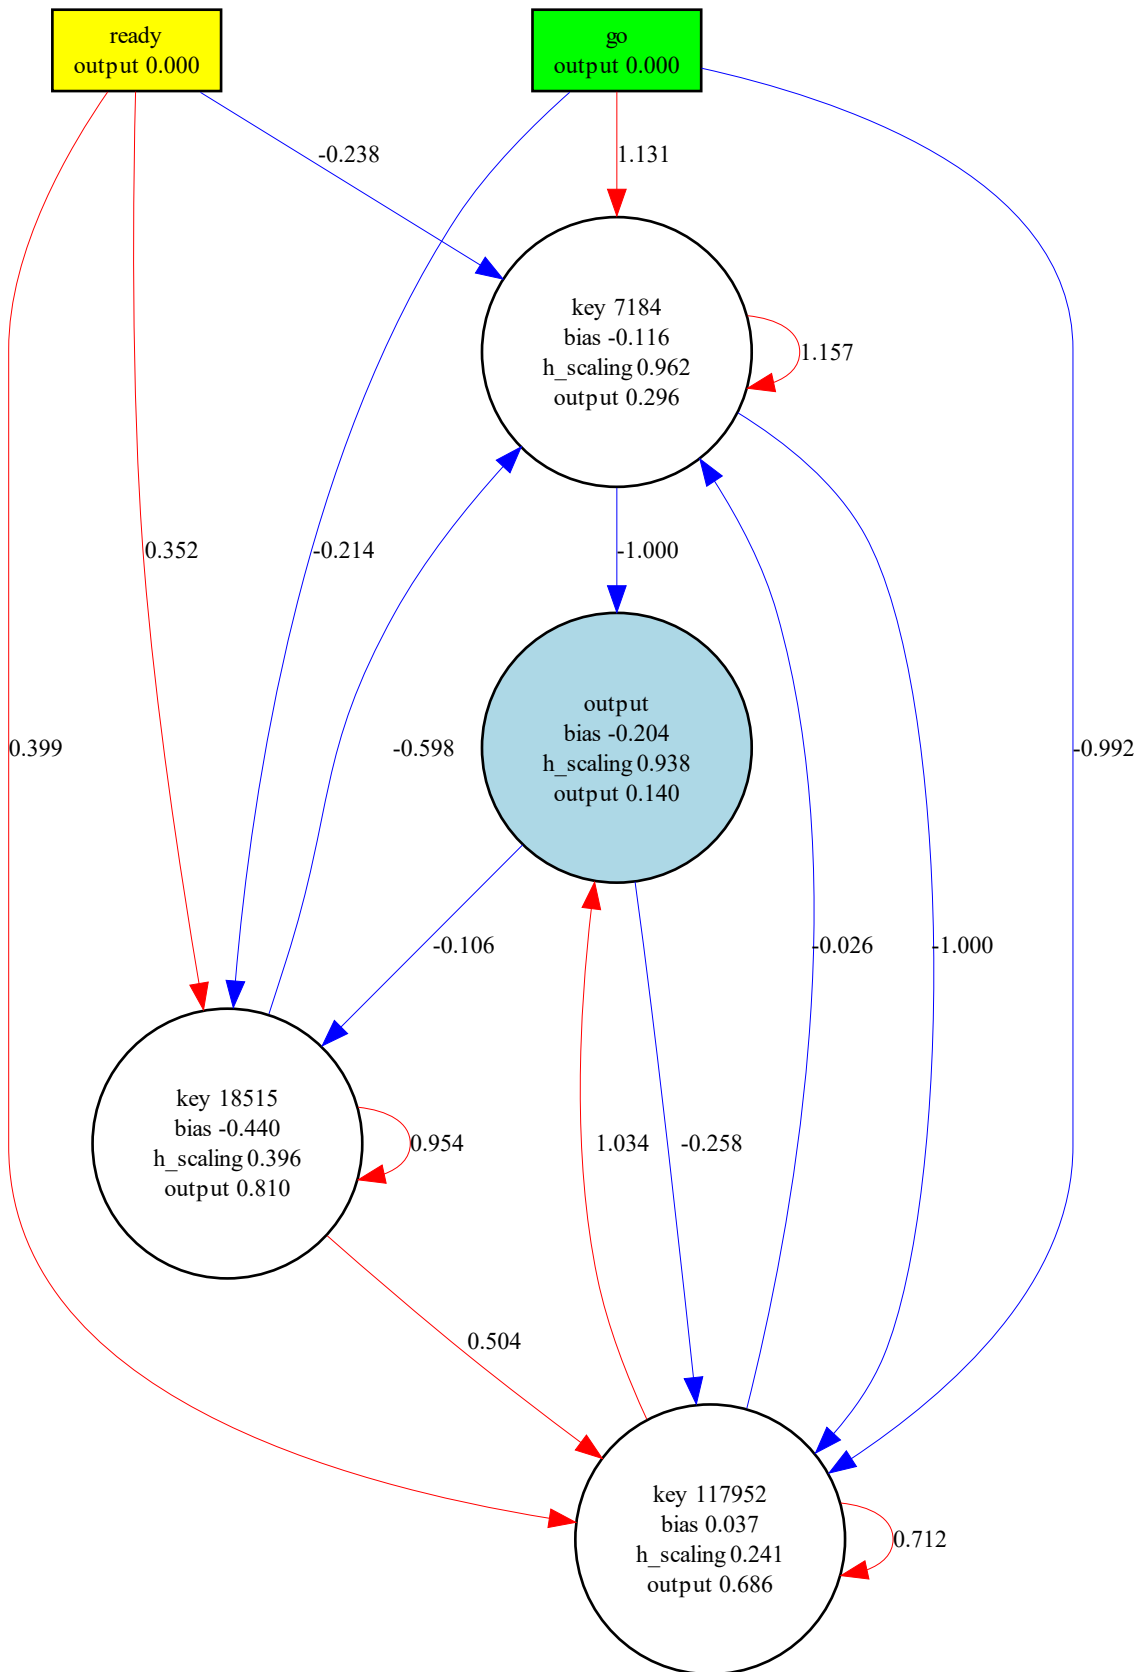 ready
output 0.000
go
output 0.000
-0.238
1.131
key 7184
bias -0.116
h_scaling 0.962
output 0.296
1.157
0.352
-0.214
-1.000
output
bias -0.204
h_scaling 0.938
output 0.140
0.399
-0.598
-0.992
-0.106
-0.026
-1.000
key 18515
bias -0.440
h_scaling 0.396
output 0.810
0.954
1.034
-0.258
0.504
key 117952
bias 0.037
h_scaling 0.241
output 0.686
0.712